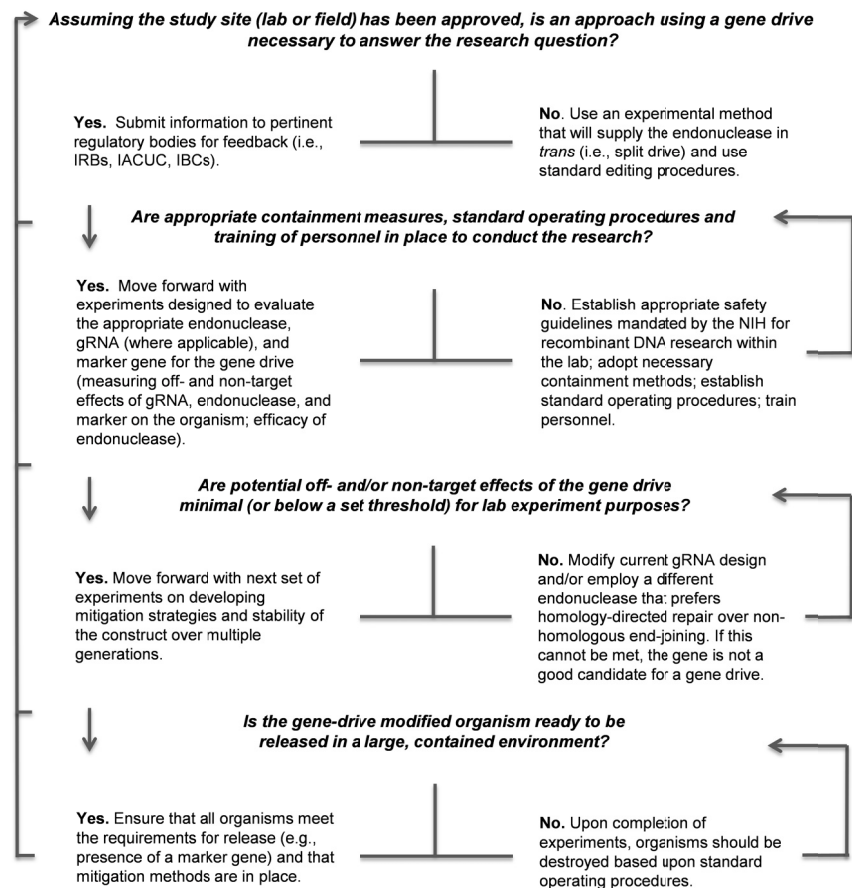 Assuming the study site (lab or field) has been approved, is an approach using a gene drive
necessary to answer the research question?
Yes. Submit information to pertinent
regulatory bodies for feedback (i.e.,
IRBs, IACUC, IBCs).
No. Use an experimental method
that will supply the endonuclease in
trans (i.e., split drive) and use
standard editing procedures.
Are appropriate containment measures, standard operating procedures and
training of personnel in place to conduct the research?
Yes. Move forward with
experiments designed to evaluate
the appropriate endonuclease,
gRNA (where applicable), and
marker gene for the gene drive
(measuring off- and non-target
effects of gRNA, endonuclease, and
marker on the organism; efficacy of
endonuclease).
No. Establish appropriate safety
guidelines mandated by the NIH for
recombinant DNA research within
the lab; adopt necessary
containment methods; establish
standard operating procedures; train
personnel.
Are potential off- and/or non-target effects of the gene drive
minimal (or below a set threshold) for lab experiment purposes?
Yes. Move forward with next set of
experiments on developing
mitigation strategies and stability of
the construct over multiple
generations.
No. Modify current gRNA design
and/or employ a different
endonuclease that prefers
homology-directed repair over non-
homologous end-joining. If this
cannot be met, the gene is not a
good candidate for a gene drive.
Is the gene-drive modified organism ready to be
released in a large, contained environment?
Yes. Ensure that all organisms meet
the requirements for release (e.g.,
presence of a marker gene) and that
mitigation methods are in place.
No. Upon completion of
experiments, organisms should be
destroyed based upon standard
operating procedures.